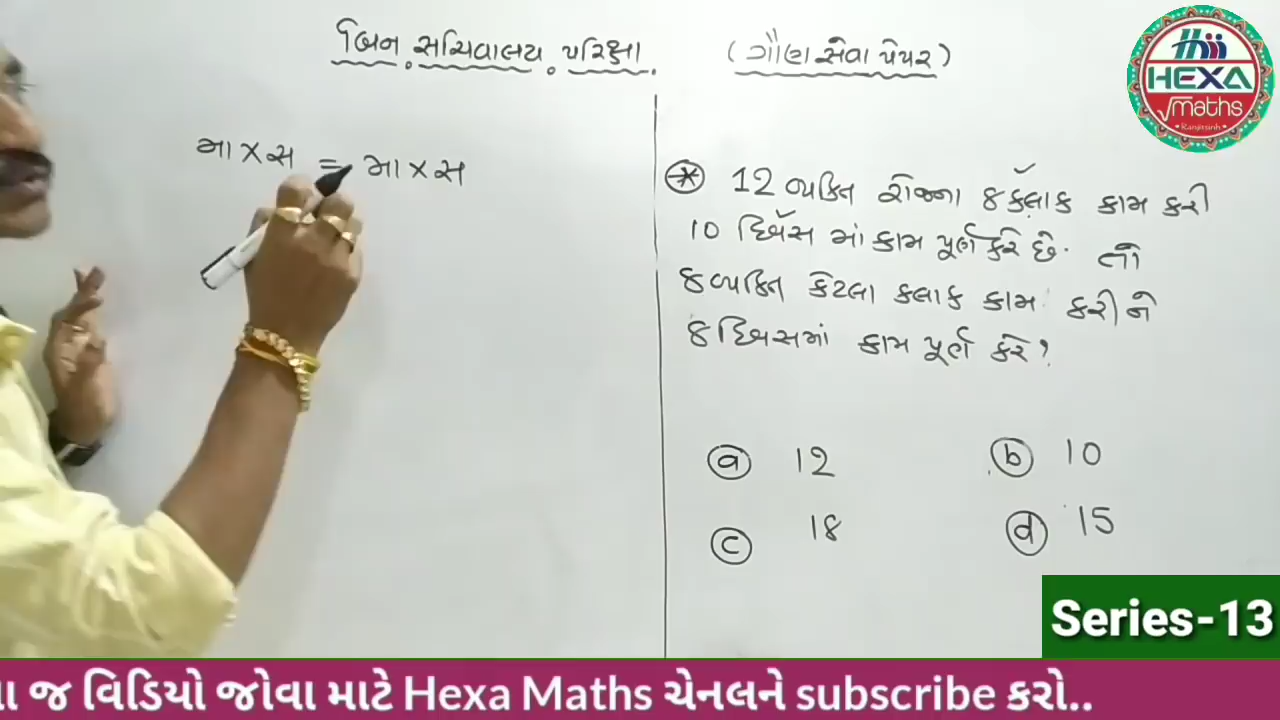 બિન સચિવાલય પરિક્ષા. (ગૌણ સેવા પેપર)
મા × સ = મા × સ
* 12 વ્યક્તિ રોજના 8 કલાક કામ કરી
10 દિવસ માં કામ પૂર્ણ કરે છે. તો
8 વ્યક્તિ કેટલા કલાક કામ કરીને
8 દિવસમાં કામ પૂર્ણ કરે?
a 12
b 10
c 18
d 15
HEXA
√maths
Ranjitsinh
Series-13
જ વિડિયો જોવા માટે Hexa Maths ચેનલને subscribe કરો..